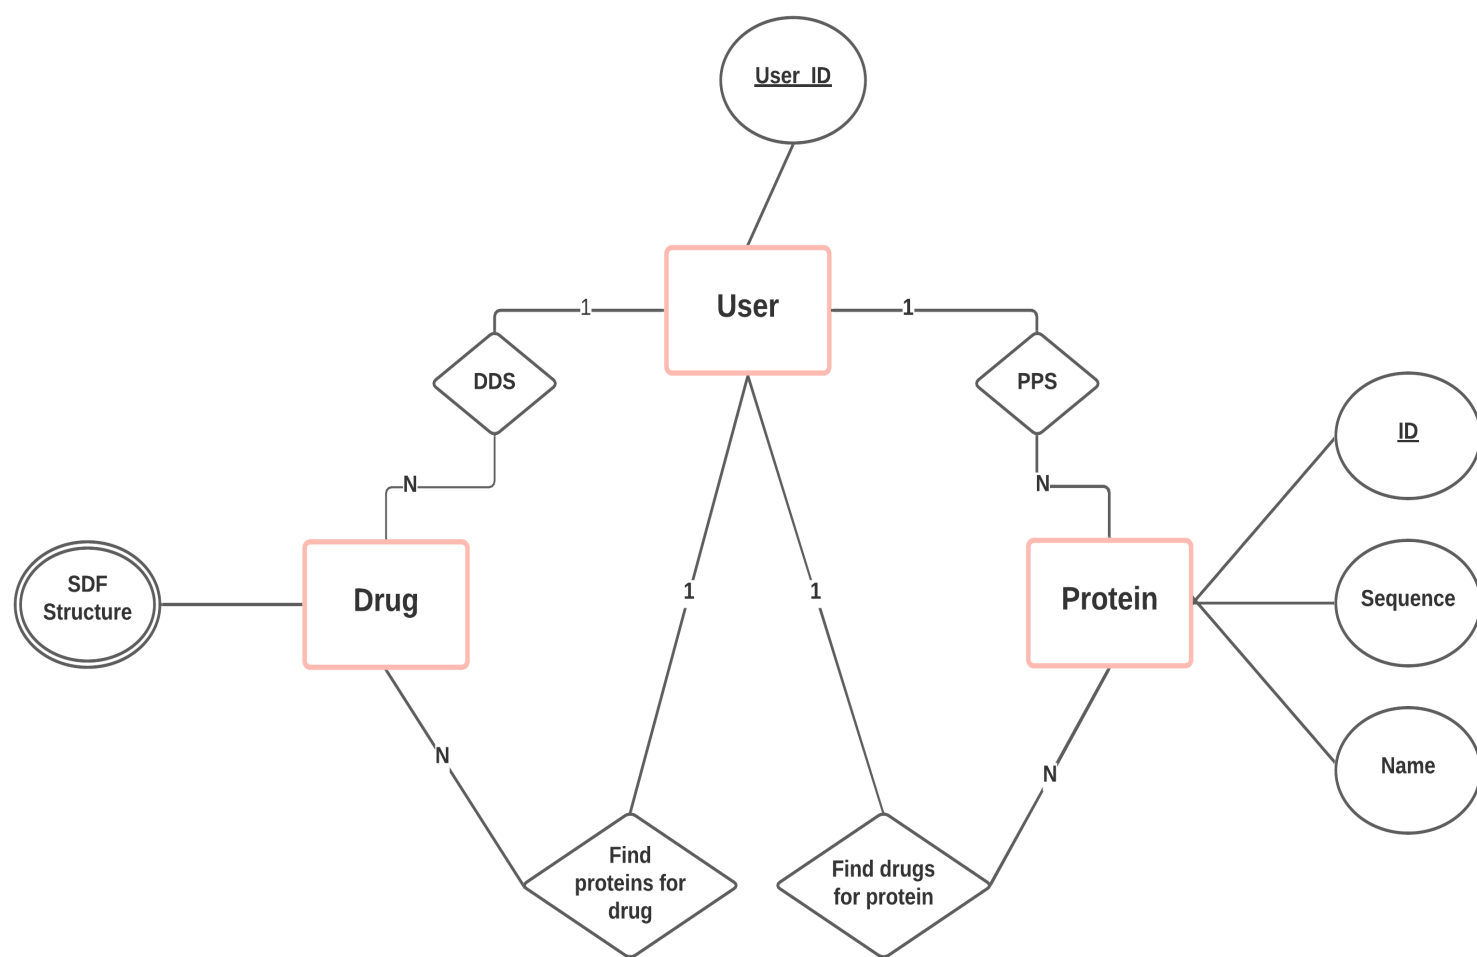 User_ID
User
1
1
DDS
PPS
ID
N
N
SDF
Structure
Drug
1
1
Protein
Sequence
N
N
Name
Find
proteins for
drug
Find drugs
for protein